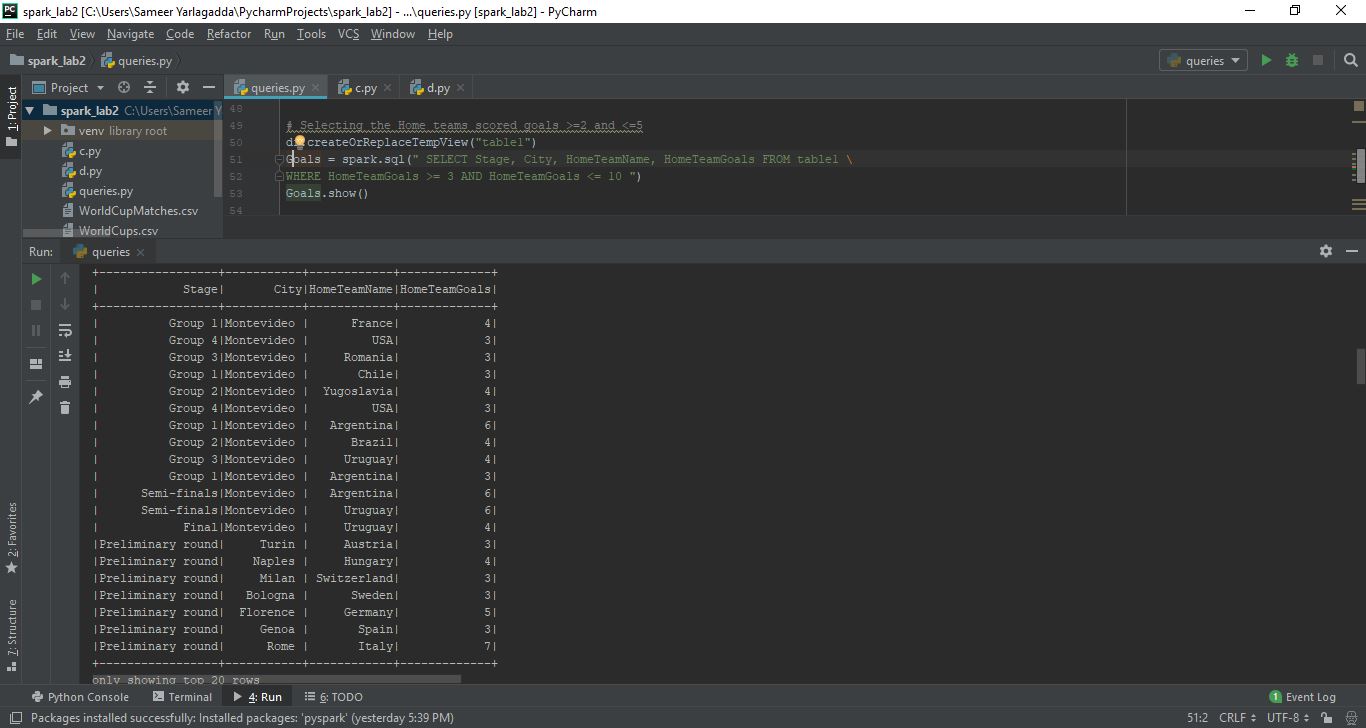 spark_lab2 [C:\Users\Sameer Yarlagadda\PycharmProjects\spark_lab2] - ...\queries.py [spark_lab2] - PyCharm
File Edit View Navigate Code Refactor Run Tools VCS Window Help
spark_lab2 queries.py queries
Project queries.py c.py d.py
1: Project
spark_lab2 C:\Users\Sameer Y
venv library root
c.py
d.py
queries.py
WorldCupMatches.csv
WorldCups.csv
48
49 # Selecting the Home teams scored goals >=2 and <=5
50 createOrReplaceTempView("table1")
51 Goals = spark.sql(" SELECT Stage, City, HomeTeamName, HomeTeamGoals FROM table1 \
52 WHERE HomeTeamGoals >= 3 AND HomeTeamGoals <= 10 ")
53 Goals.show()
54
Run: queries
+-----------------+-----------+------------+-------------+
|            Stage|       City|HomeTeamName|HomeTeamGoals|
+-----------------+-----------+------------+-------------+
|          Group 1|Montevideo |      France|            4|
|          Group 4|Montevideo |         USA|            3|
|          Group 3|Montevideo |     Romania|            3|
|          Group 1|Montevideo |       Chile|            3|
|          Group 2|Montevideo |  Yugoslavia|            4|
|          Group 4|Montevideo |         USA|            3|
|          Group 1|Montevideo |   Argentina|            6|
|          Group 2|Montevideo |      Brazil|            4|
|          Group 3|Montevideo |     Uruguay|            4|
|          Group 1|Montevideo |   Argentina|            3|
|      Semi-finals|Montevideo |   Argentina|            6|
|      Semi-finals|Montevideo |     Uruguay|            6|
|            Final|Montevideo |     Uruguay|            4|
|Preliminary round|     Turin |     Austria|            3|
|Preliminary round|    Naples |     Hungary|            4|
|Preliminary round|     Milan | Switzerland|            3|
|Preliminary round|   Bologna |      Sweden|            3|
|Preliminary round|  Florence |     Germany|            5|
|Preliminary round|     Genoa |       Spain|            3|
|Preliminary round|      Rome |       Italy|            7|
+-----------------+-----------+------------+-------------+
only showing top 20 rows
2: Favorites
7: Structure
Python Console Terminal 4: Run 6: TODO 1 Event Log
Packages installed successfully: Installed packages: 'pyspark' (yesterday 5:39 PM) 51:2 CRLF UTF-8